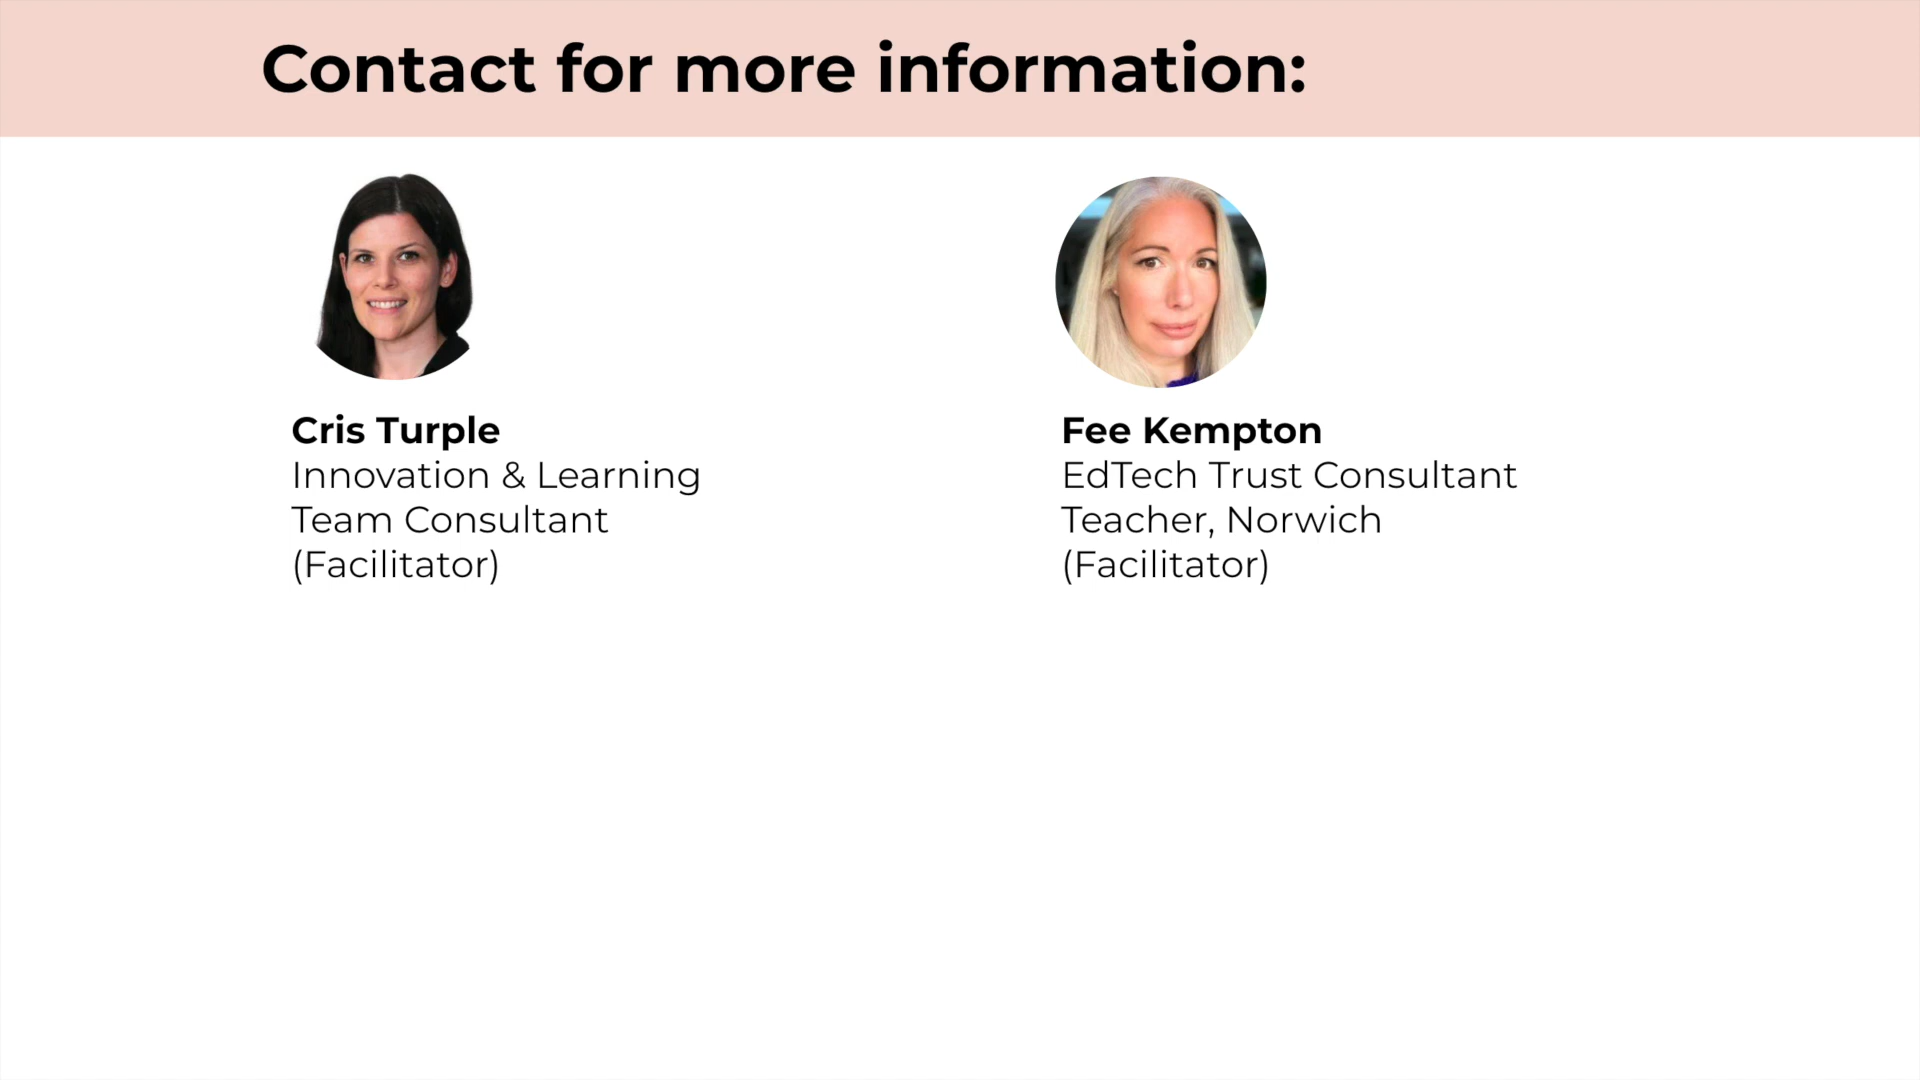 Contact for more information:
Cris Turple
Innovation & Learning
Team Consultant
(Facilitator)
Fee Kempton
EdTech Trust Consultant
Teacher, Norwich
(Facilitator)